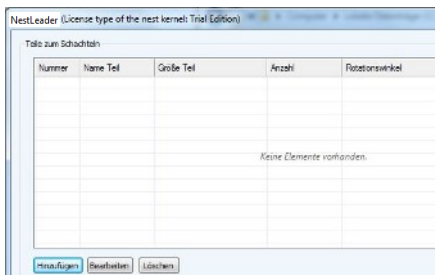 NestLeader (License type of the nest kernel: Trial Edition)
Teile zum Schachteln
Nummer Name Teil Größe Teil Anzahl Rotationswinkel
Keine Elemente vorhanden.
Hinzufügen Bearbeiten Löschen